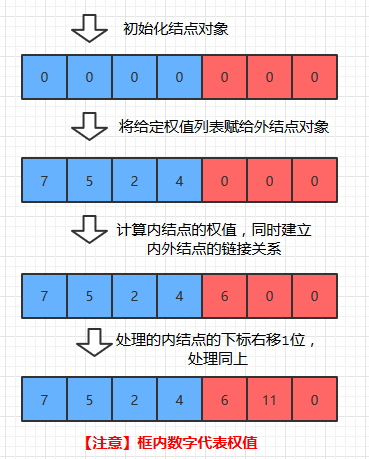 初始化结点对象
0 0 0 0 0 0 0
将给定权值列表赋给外结点对象
7 5 2 4 0 0 0
计算内结点的权值，同时建立
内外结点的链接关系
7 5 2 4 6 0 0
处理的内结点的下标右移1位，
处理同上
7 5 2 4 6 11 0
【注意】框内数字代表权值